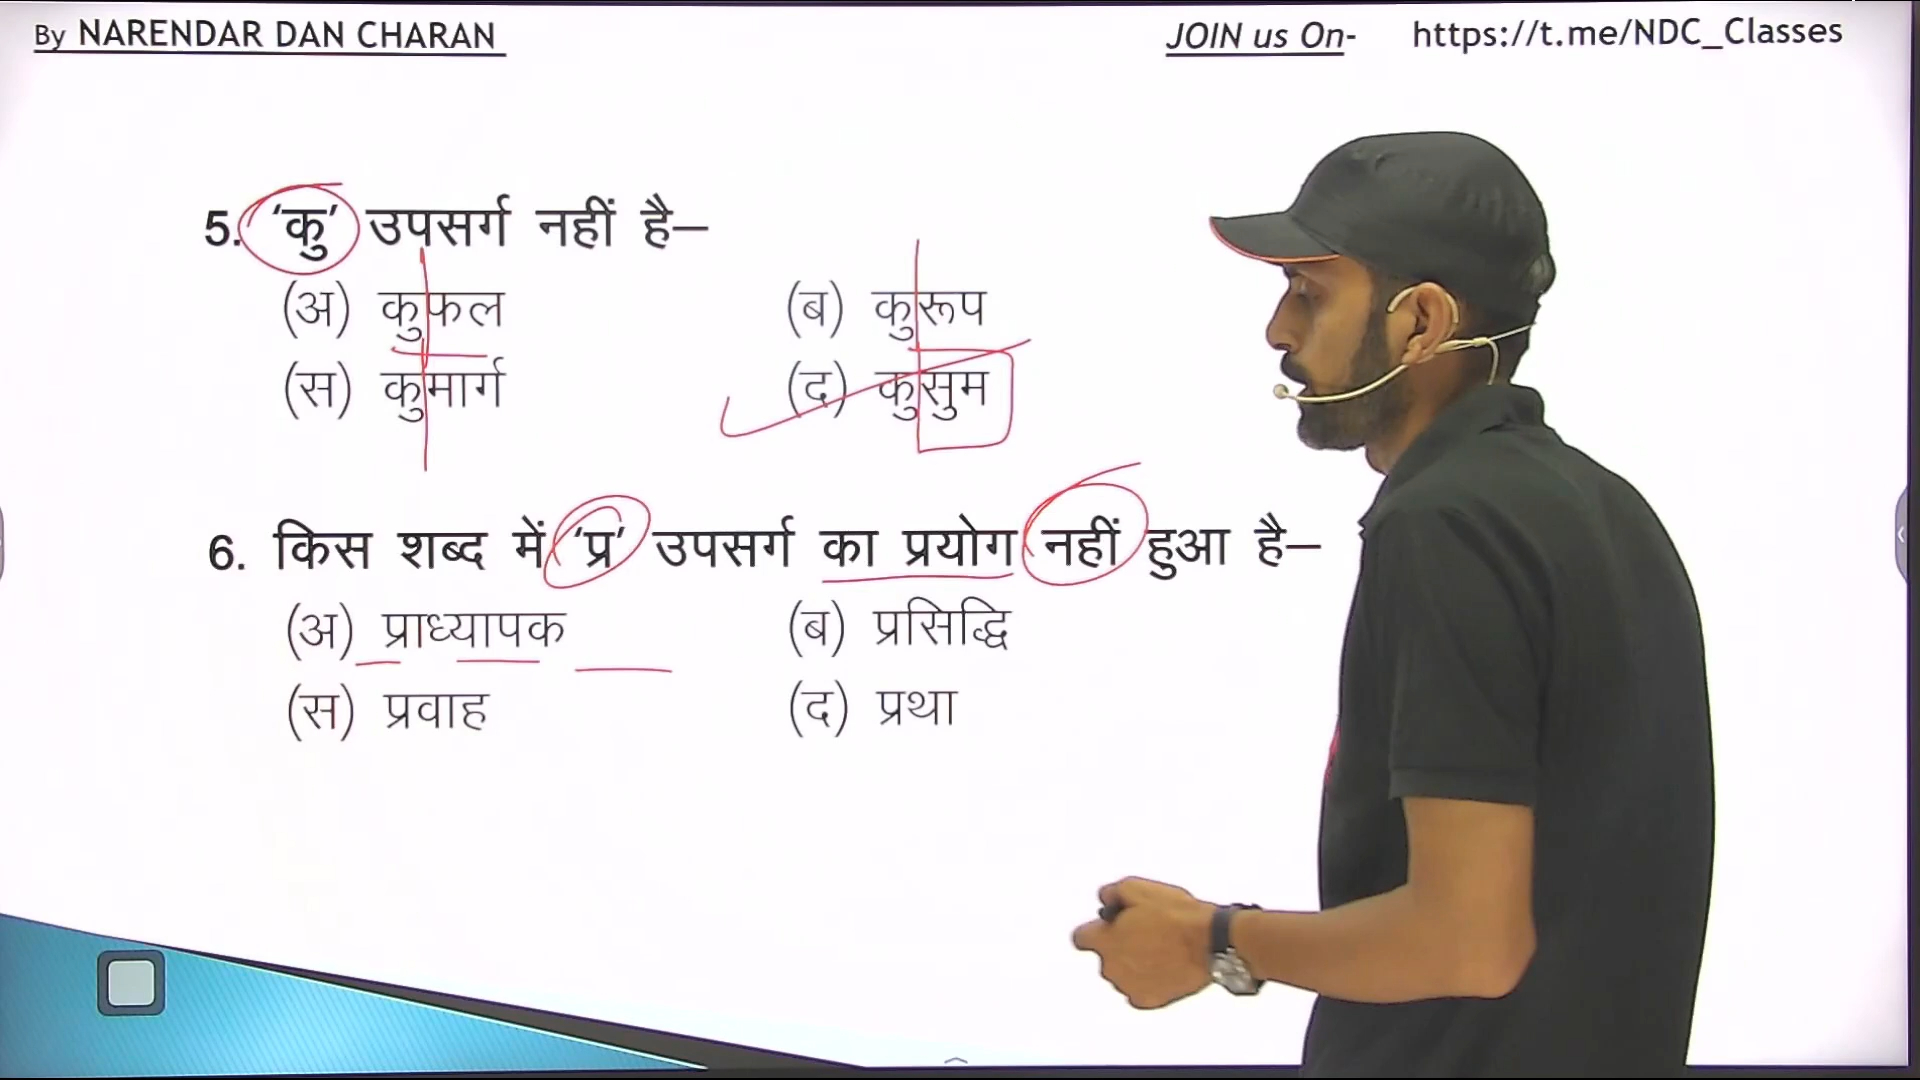 By NARENDAR DAN CHARAN JOIN us On- https://t.me/NDC_Classes
5. ‘कु’ उपसर्ग नहीं है–
(अ) कुफल (ब) कुरूप
(स) कुमार्ग (द) कुसुम
6. किस शब्द में ‘प्र’ उपसर्ग का प्रयोग नहीं हुआ है–
(अ) प्राध्यापक (ब) प्रसिद्धि
(स) प्रवाह (द) प्रथा